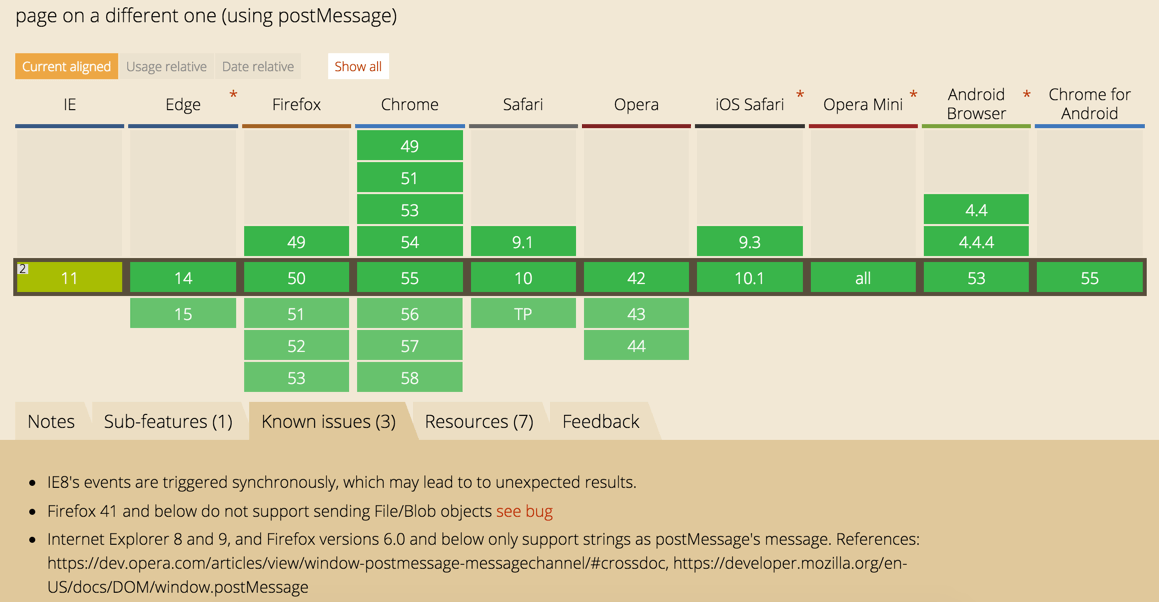 page on a different one (using postMessage)
Current aligned Usage relative Date relative Show all
IE Edge * Firefox Chrome Safari Opera iOS Safari * Opera Mini * Android Browser * Chrome for Android
49
51
53 4.4
49 54 9.1 9.3 4.4.4
2 11 14 50 55 10 42 10.1 all 53 55
15 51 56 TP 43
52 57 44
53 58
Notes Sub-features (1) Known issues (3) Resources (7) Feedback
• IE8's events are triggered synchronously, which may lead to to unexpected results.
• Firefox 41 and below do not support sending File/Blob objects see bug
• Internet Explorer 8 and 9, and Firefox versions 6.0 and below only support strings as postMessage's message. References:
https://dev.opera.com/articles/view/window-postmessage-messagechannel/#crossdoc, https://developer.mozilla.org/en-
US/docs/DOM/window.postMessage